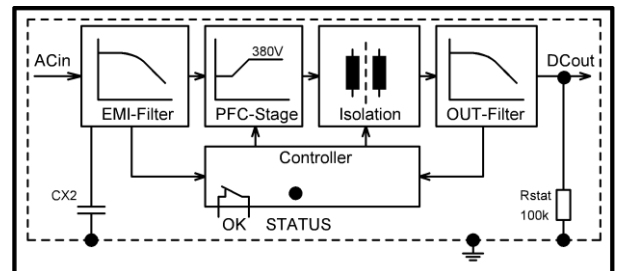 ACin
380V
DCout
EMI-Filter
PFC-Stage
Isolation
OUT-Filter
Controller
CX2
OK
STATUS
Rstat
100k